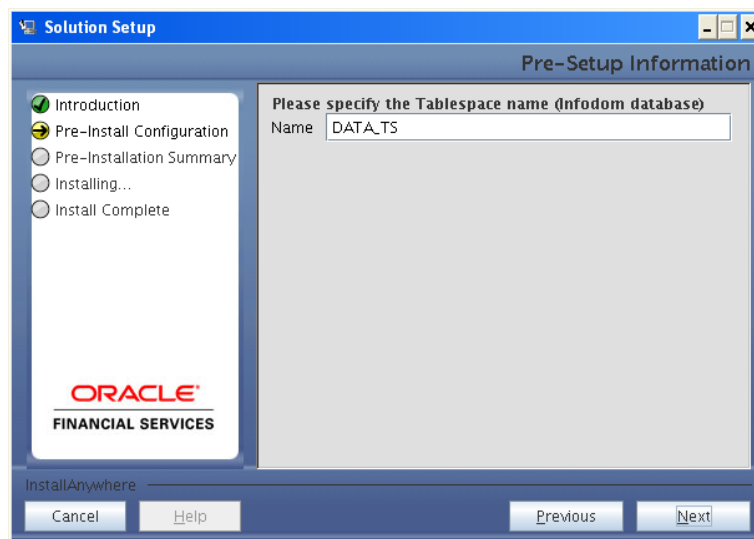 Solution Setup
Pre-Setup Information
Introduction
Pre-Install Configuration
Pre-Installation Summary
Installing...
Install Complete
ORACLE
FINANCIAL SERVICES
Please specify the Tablespace name (Infodom database)
Name DATA_TS
InstallAnywhere
Cancel Help Previous Next